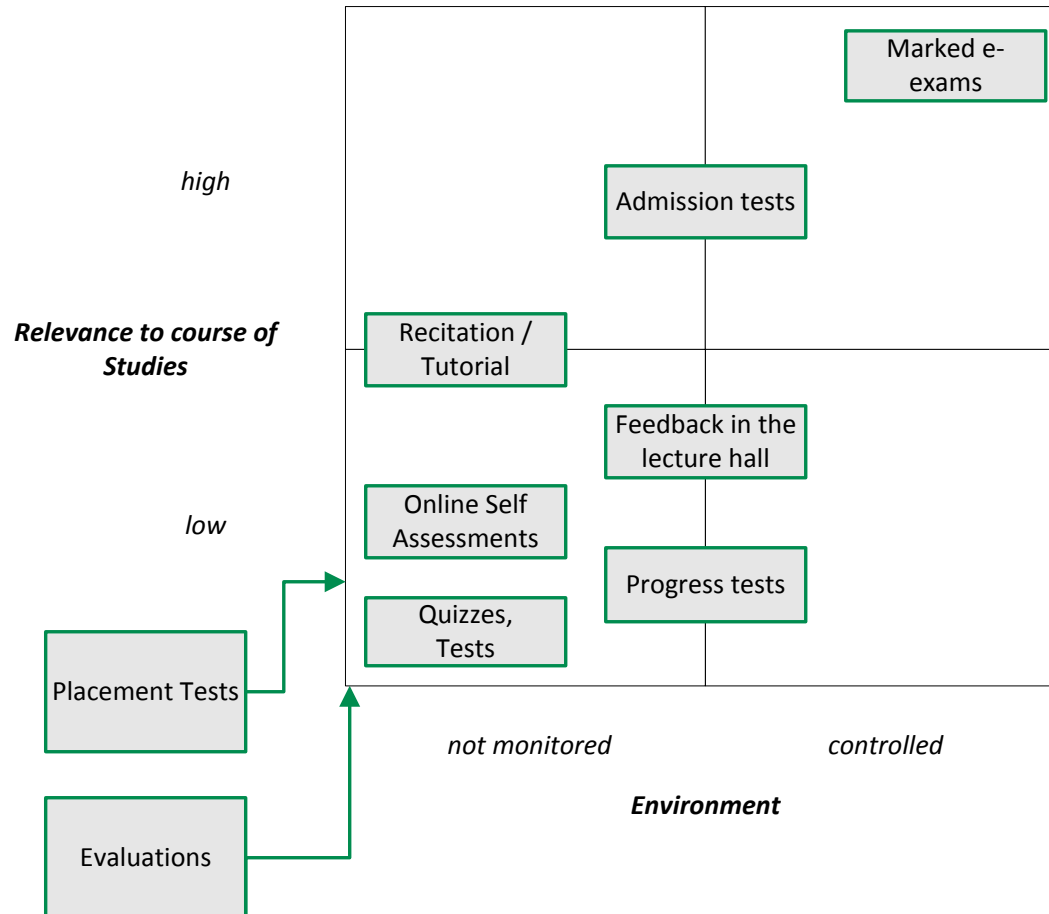 Marked e-
exams
high
Admission tests
Relevance to course of
Studies
Recitation /
Tutorial
Feedback in the
lecture hall
Online Self
Assessments
low
Progress tests
Quizzes,
Tests
Placement Tests
not monitored
controlled
Environment
Evaluations